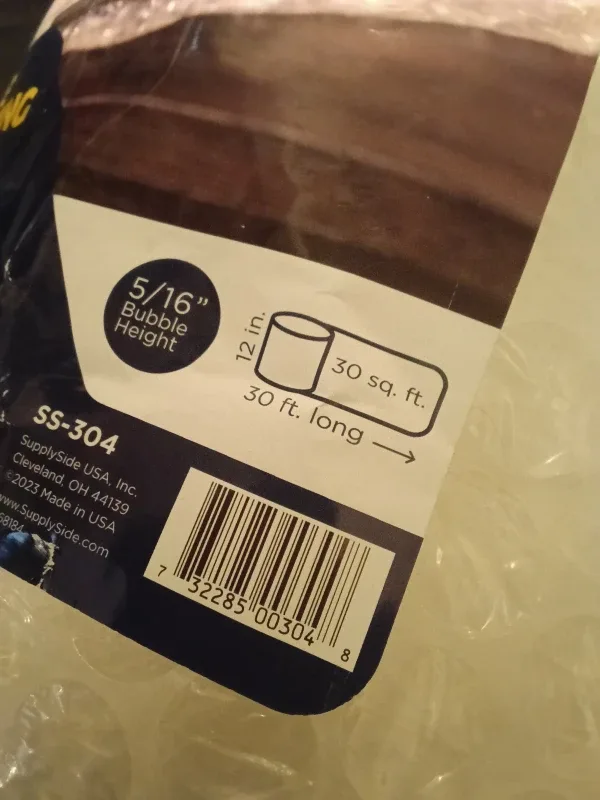 5/16"
Bubble
Height
12 in.
30 sq. ft.
30 ft. long
SS-304
SupplySide USA, Inc.
Cleveland, OH 44139
©2023 Made in USA
www.SupplySide.com
68184
7 32285 00304 8